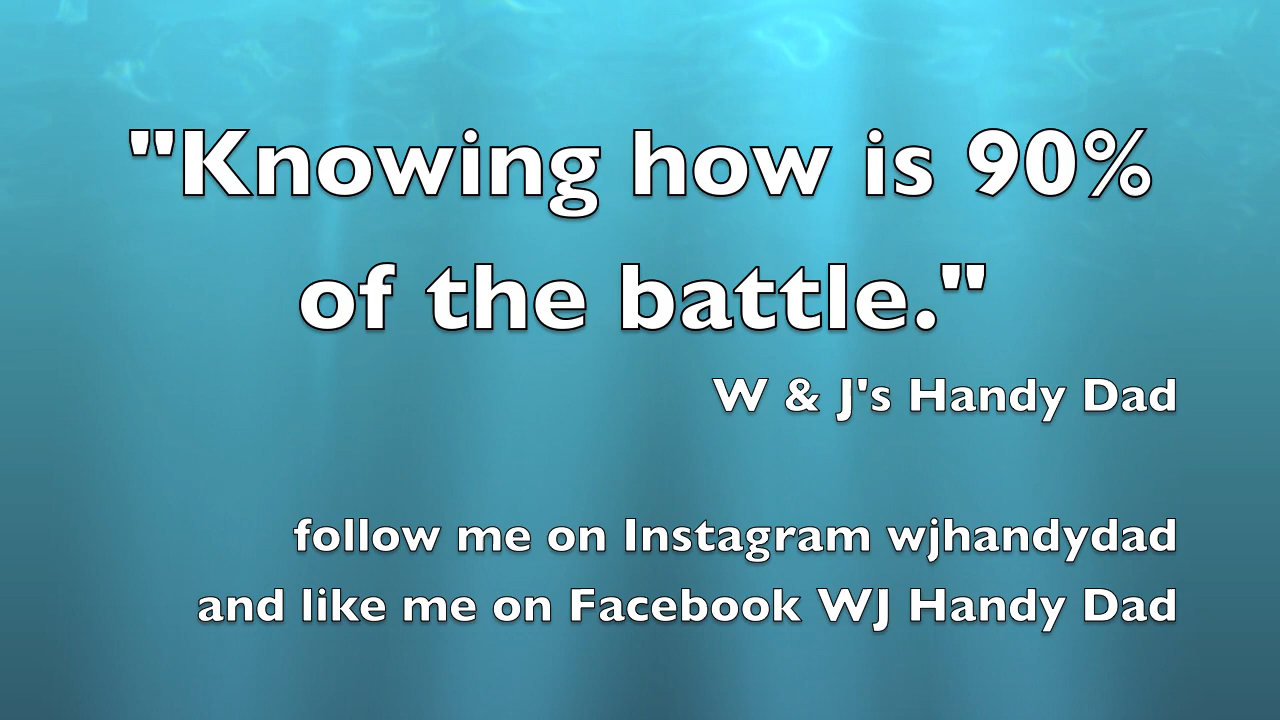 "Knowing how is 90%
of the battle."
W & J's Handy Dad
follow me on Instagram wjhandydad
and like me on Facebook WJ Handy Dad